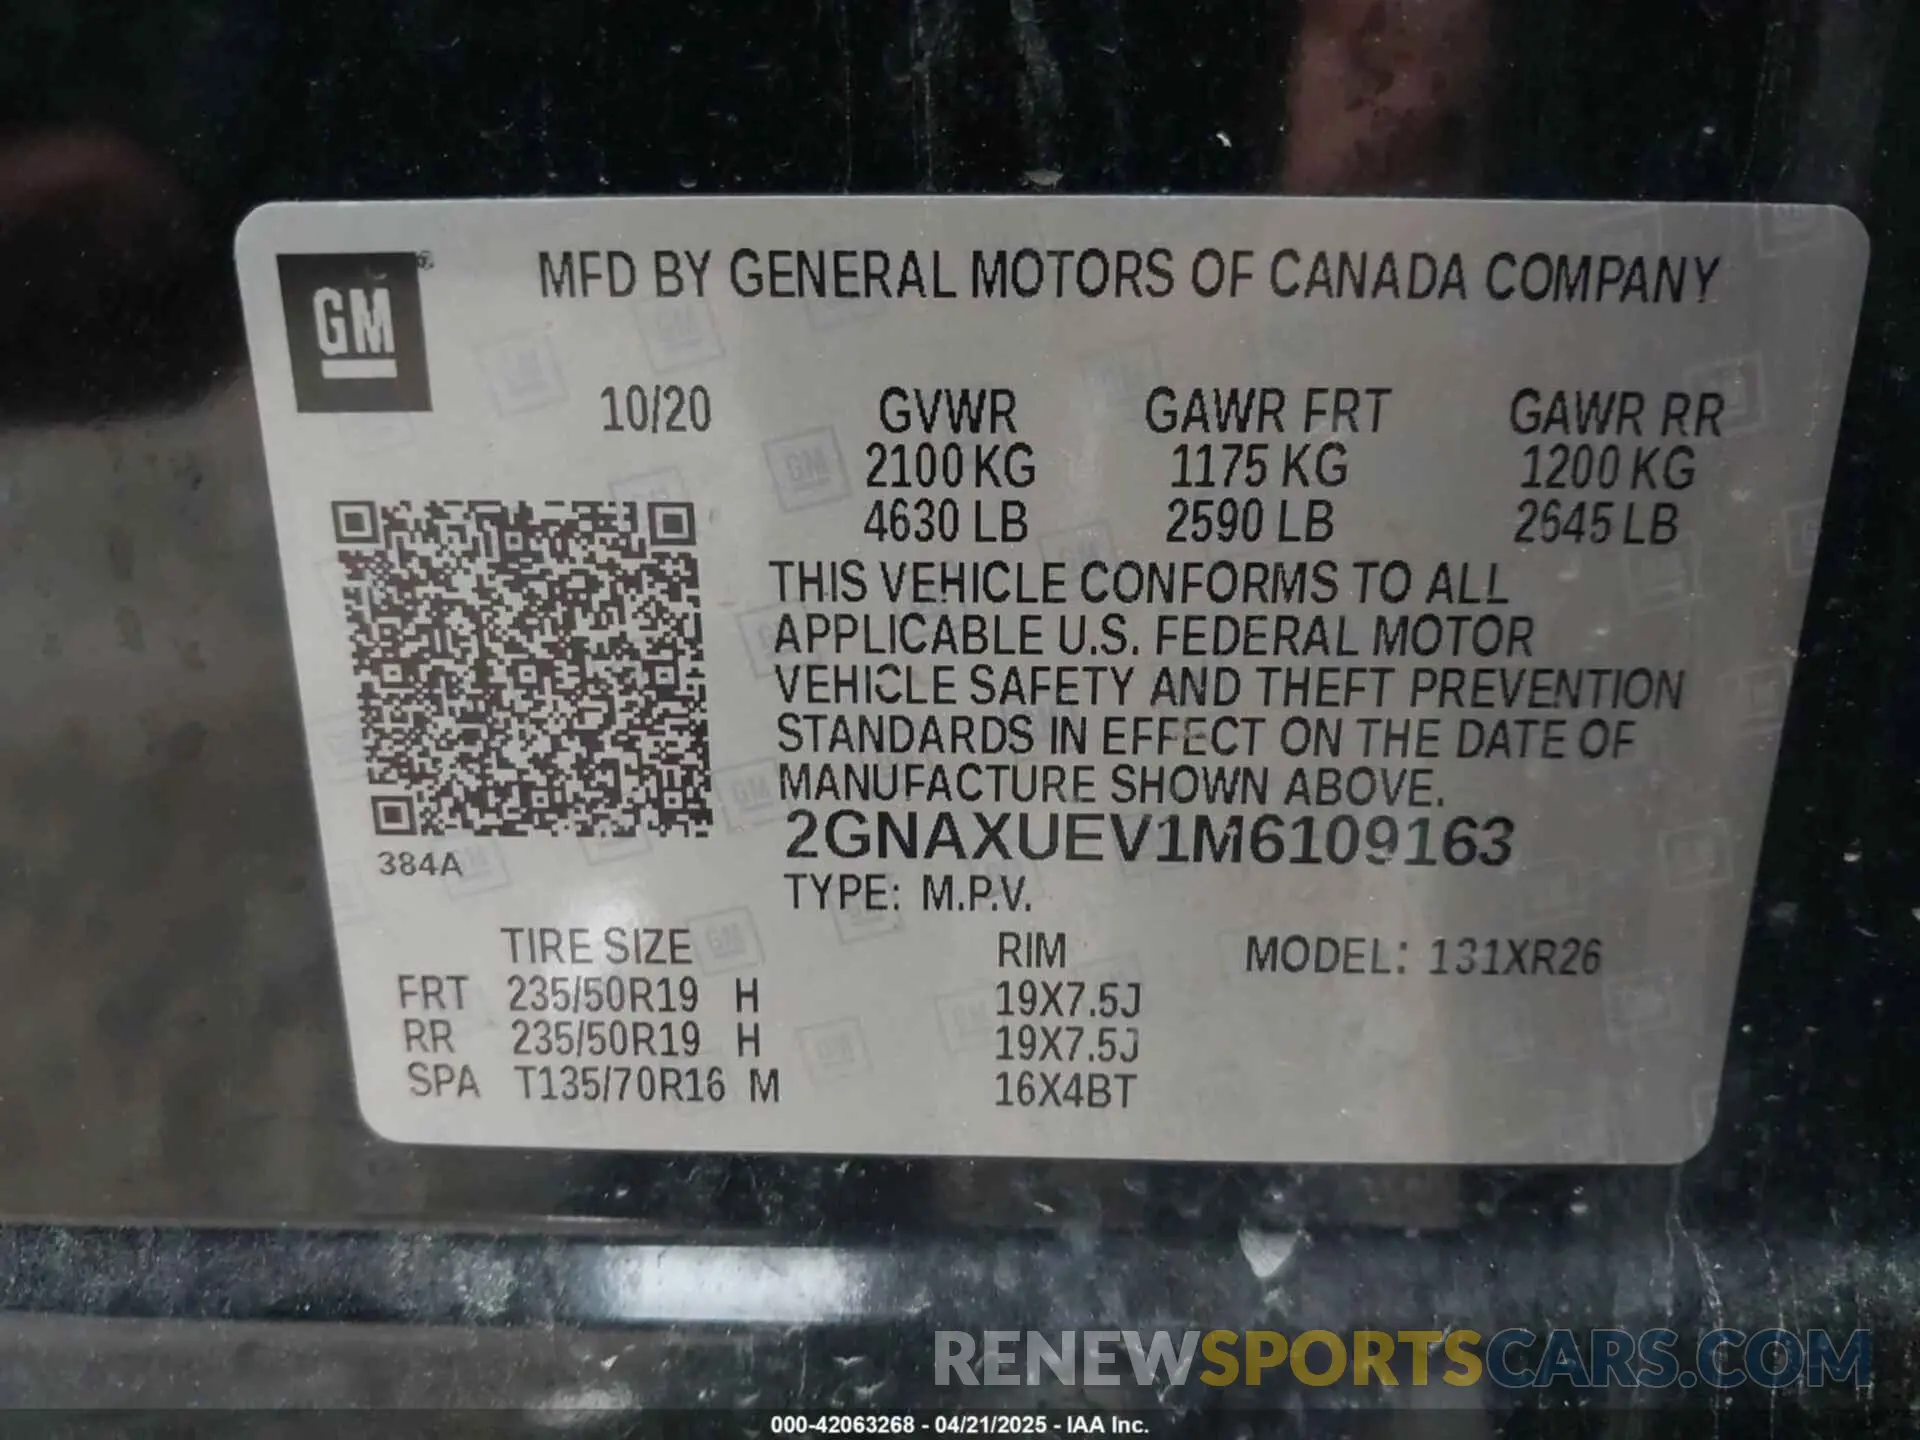 GM®
MFD BY GENERAL MOTORS OF CANADA COMPANY
10/20 GVWR GAWR FRT GAWR RR
2100 KG 1175 KG 1200 KG
4630 LB 2590 LB 2645 LB
THIS VEHICLE CONFORMS TO ALL
APPLICABLE U.S. FEDERAL MOTOR
VEHICLE SAFETY AND THEFT PREVENTION
STANDARDS IN EFFECT ON THE DATE OF
MANUFACTURE SHOWN ABOVE.
2GNAXUEV1M6109163
384A
TYPE: M.P.V.
TIRE SIZE RIM MODEL: 131XR26
FRT 235/50R19 H 19X7.5J
RR 235/50R19 H 19X7.5J
SPA T135/70R16 M 16X4BT
RENEWSPORTSCARS.COM
000-42063268 - 04/21/2025 - IAA Inc.